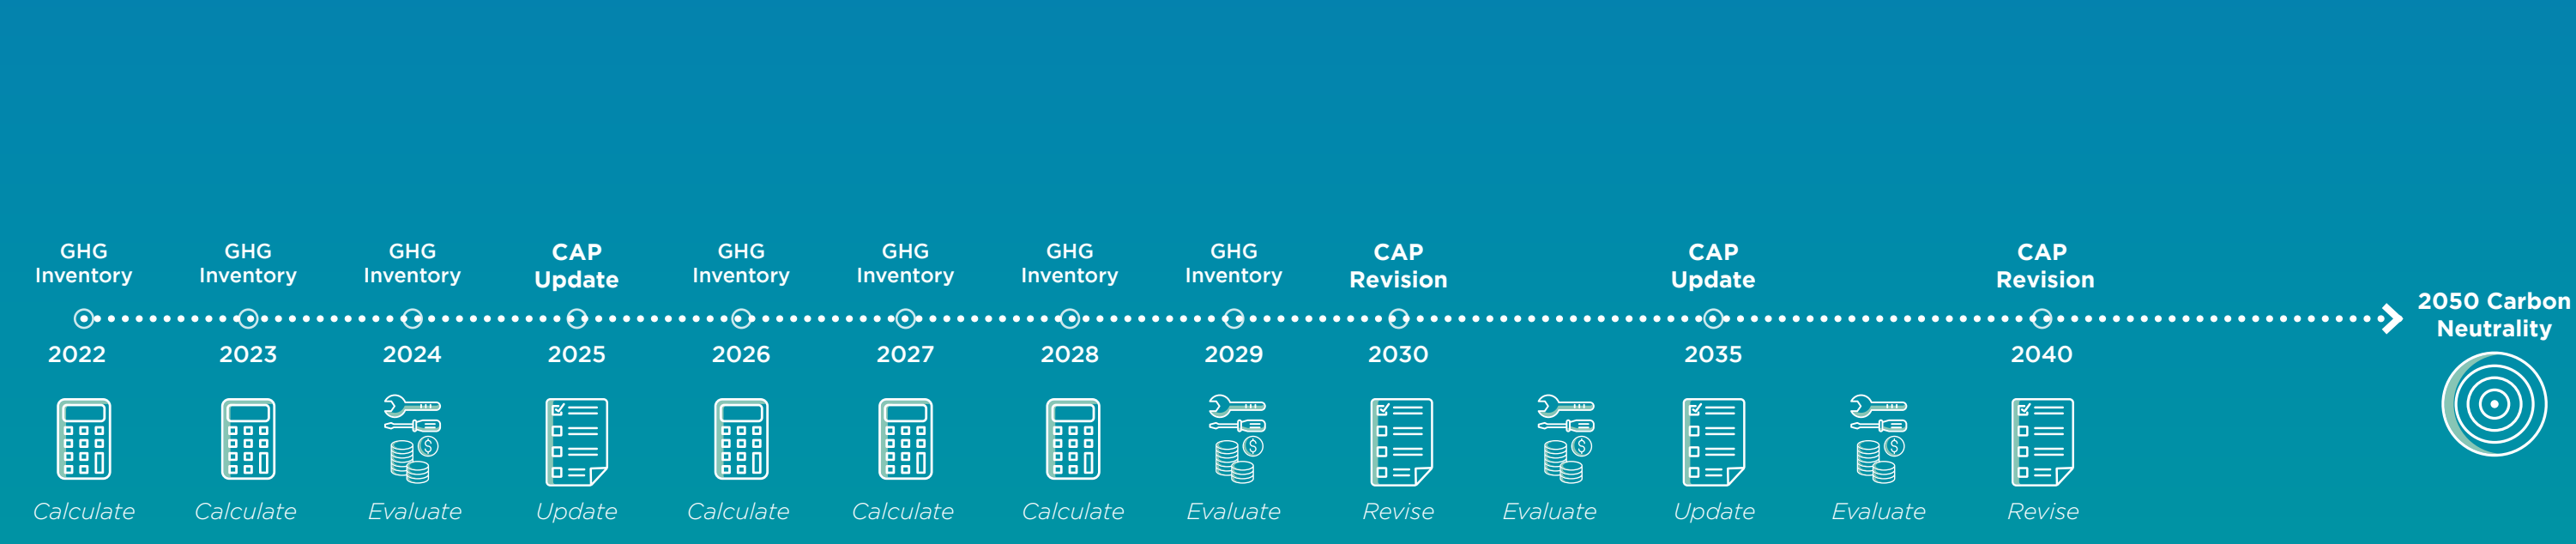 GHG
Inventory
GHG
Inventory
GHG
Inventory
CAP
Update
GHG
Inventory
GHG
Inventory
GHG
Inventory
GHG
Inventory
CAP
Revision
CAP
Update
CAP
Revision
2050 Carbon
Neutrality
2022
2023
2024
2025
2026
2027
2028
2029
2030
2035
2040
$
$
$
$
Calculate
Calculate
Evaluate
Update
Calculate
Calculate
Calculate
Evaluate
Revise
Evaluate
Update
Evaluate
Revise